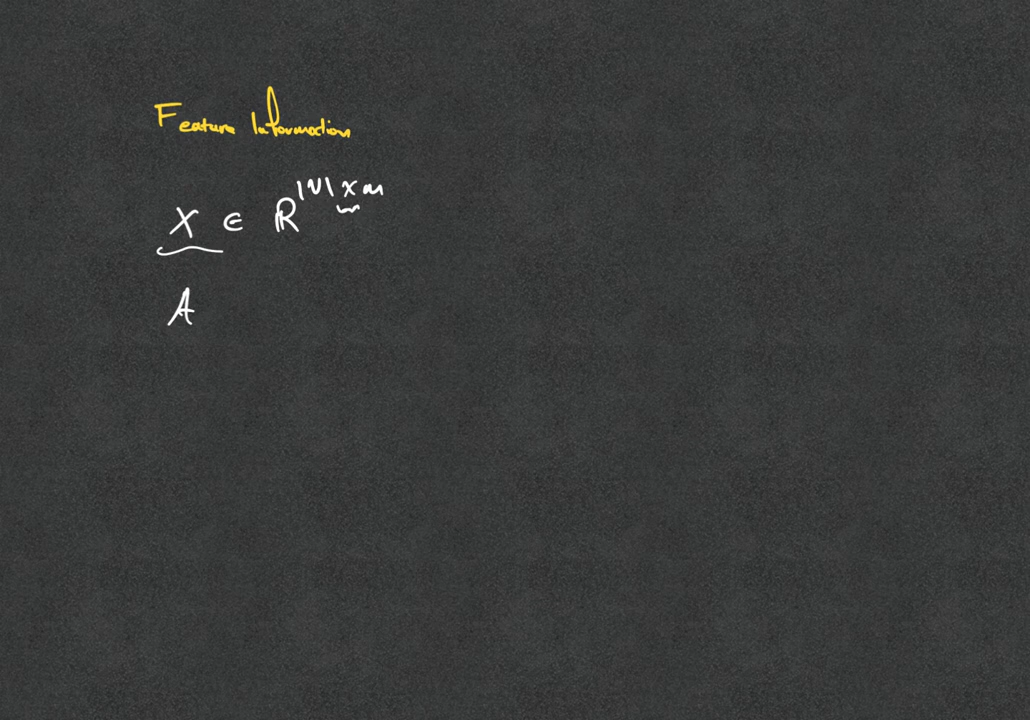 Feature Information
X ∈ ℝ^{|V| x m}
A